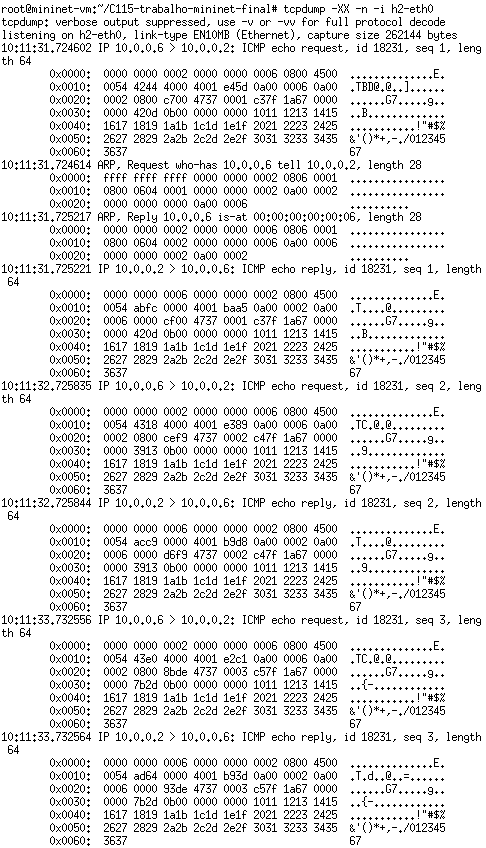 root@mininet-vm:~/C115-trabalho-mininet-final# tcpdump -XX -n -i h2-eth0
tcpdump: verbose output suppressed, use -v or -vv for full protocol decode
listening on h2-eth0, link-type EN10MB (Ethernet), capture size 262144 bytes
10:11:31.724602 IP 10.0.0.6 > 10.0.0.2: ICMP echo request, id 18231, seq 1, leng
th 64
0x0000:  0000 0000 0002 0000 0000 0006 0800 4500  ..............E.
0x0010:  0054 4244 4000 4001 e45d 0a00 0006 0a00  .TBD@.@..]......
0x0020:  0002 0800 c700 4737 0001 c37f 1a67 0000  ......G7.....g..
0x0030:  0000 420d 0b00 0000 0000 1011 1213 1415  ..B.............
0x0040:  1617 1819 1a1b 1c1d 1e1f 2021 2223 2425  ...........!"#$%
0x0050:  2627 2829 2a2b 2c2d 2e2f 3031 3233 3435  &'()*+,-./012345
0x0060:  3637                                     67
10:11:31.724614 ARP, Request who-has 10.0.0.6 tell 10.0.0.2, length 28
0x0000:  ffff ffff ffff 0000 0000 0002 0806 0001  ................
0x0010:  0800 0604 0001 0000 0000 0002 0a00 0002  ................
0x0020:  0000 0000 0000 0a00 0006                 ..........
10:11:31.725217 ARP, Reply 10.0.0.6 is-at 00:00:00:00:00:06, length 28
0x0000:  0000 0000 0002 0000 0000 0006 0806 0001  ................
0x0010:  0800 0604 0002 0000 0000 0006 0a00 0006  ................
0x0020:  0000 0000 0002 0a00 0002                 ..........
10:11:31.725221 IP 10.0.0.2 > 10.0.0.6: ICMP echo reply, id 18231, seq 1, length
 64
0x0000:  0000 0000 0006 0000 0000 0002 0800 4500  ..............E.
0x0010:  0054 abfc 0000 4001 baa5 0a00 0002 0a00  .T....@.........
0x0020:  0006 0000 cf00 4737 0001 c37f 1a67 0000  ......G7.....g..
0x0030:  0000 420d 0b00 0000 0000 1011 1213 1415  ..B.............
0x0040:  1617 1819 1a1b 1c1d 1e1f 2021 2223 2425  ...........!"#$%
0x0050:  2627 2829 2a2b 2c2d 2e2f 3031 3233 3435  &'()*+,-./012345
0x0060:  3637                                     67
10:11:32.725835 IP 10.0.0.6 > 10.0.0.2: ICMP echo request, id 18231, seq 2, leng
th 64
0x0000:  0000 0000 0002 0000 0000 0006 0800 4500  ..............E.
0x0010:  0054 4318 4000 4001 e389 0a00 0006 0a00  .TC.@.@.........
0x0020:  0002 0800 cef9 4737 0002 c47f 1a67 0000  ......G7.....g..
0x0030:  0000 3913 0b00 0000 0000 1011 1213 1415  ..9.............
0x0040:  1617 1819 1a1b 1c1d 1e1f 2021 2223 2425  ...........!"#$%
0x0050:  2627 2829 2a2b 2c2d 2e2f 3031 3233 3435  &'()*+,-./012345
0x0060:  3637                                     67
10:11:32.725844 IP 10.0.0.2 > 10.0.0.6: ICMP echo reply, id 18231, seq 2, length
 64
0x0000:  0000 0000 0006 0000 0000 0002 0800 4500  ..............E.
0x0010:  0054 acc9 0000 4001 b9d8 0a00 0002 0a00  .T....@.........
0x0020:  0006 0000 d6f9 4737 0002 c47f 1a67 0000  ......G7.....g..
0x0030:  0000 3913 0b00 0000 0000 1011 1213 1415  ..9.............
0x0040:  1617 1819 1a1b 1c1d 1e1f 2021 2223 2425  ...........!"#$%
0x0050:  2627 2829 2a2b 2c2d 2e2f 3031 3233 3435  &'()*+,-./012345
0x0060:  3637                                     67
10:11:33.732556 IP 10.0.0.6 > 10.0.0.2: ICMP echo request, id 18231, seq 3, leng
th 64
0x0000:  0000 0000 0002 0000 0000 0006 0800 4500  ..............E.
0x0010:  0054 43e0 4000 4001 e2c1 0a00 0006 0a00  .TC.@.@.........
0x0020:  0002 0800 8bde 4737 0003 c57f 1a67 0000  ......G7.....g..
0x0030:  0000 7b2d 0b00 0000 0000 1011 1213 1415  ..{-............
0x0040:  1617 1819 1a1b 1c1d 1e1f 2021 2223 2425  ...........!"#$%
0x0050:  2627 2829 2a2b 2c2d 2e2f 3031 3233 3435  &'()*+,-./012345
0x0060:  3637                                     67
10:11:33.732564 IP 10.0.0.2 > 10.0.0.6: ICMP echo reply, id 18231, seq 3, length
 64
0x0000:  0000 0000 0006 0000 0000 0002 0800 4500  ..............E.
0x0010:  0054 ad64 0000 4001 b93d 0a00 0002 0a00  .T.d..@..=......
0x0020:  0006 0000 93de 4737 0003 c57f 1a67 0000  ......G7.....g..
0x0030:  0000 7b2d 0b00 0000 0000 1011 1213 1415  ..{-............
0x0040:  1617 1819 1a1b 1c1d 1e1f 2021 2223 2425  ...........!"#$%
0x0050:  2627 2829 2a2b 2c2d 2e2f 3031 3233 3435  &'()*+,-./012345
0x0060:  3637                                     67